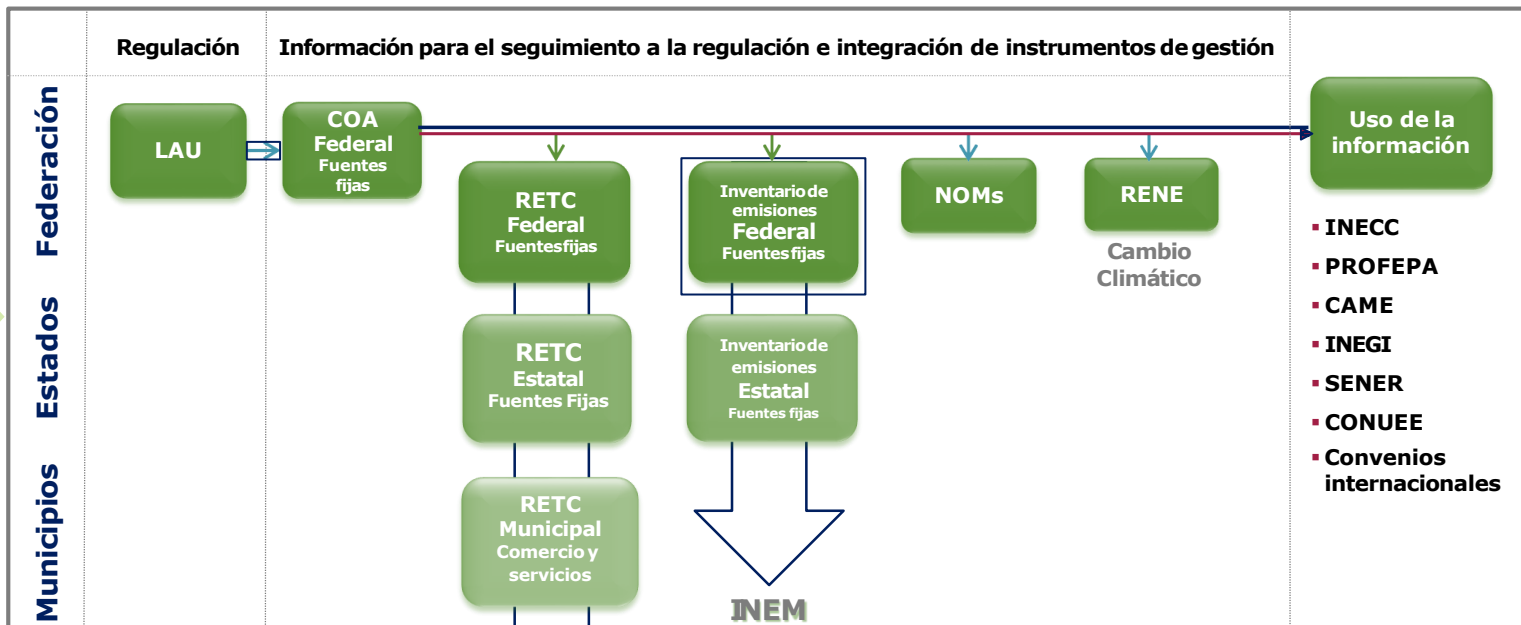 Regulación
Información para el seguimiento a la regulación e integración de instrumentos de gestión
Federación
LAU
COA
Federal
Fuentes
fijas
RETC
Federal
Fuentes fijas
Inventario de
emisiones
Federal
Fuentes fijas
NOMs
RENE
Cambio
Climático
Uso de la
información
▪ INECC
▪ PROFEPA
▪ CAME
▪ INEGI
▪ SENER
▪ CONUEE
▪ Convenios
internacionales
Estados
RETC
Estatal
Fuentes Fijas
Inventario de
emisiones
Estatal
Fuentes fijas
Municipios
RETC
Municipal
Comercio y
servicios
INEM